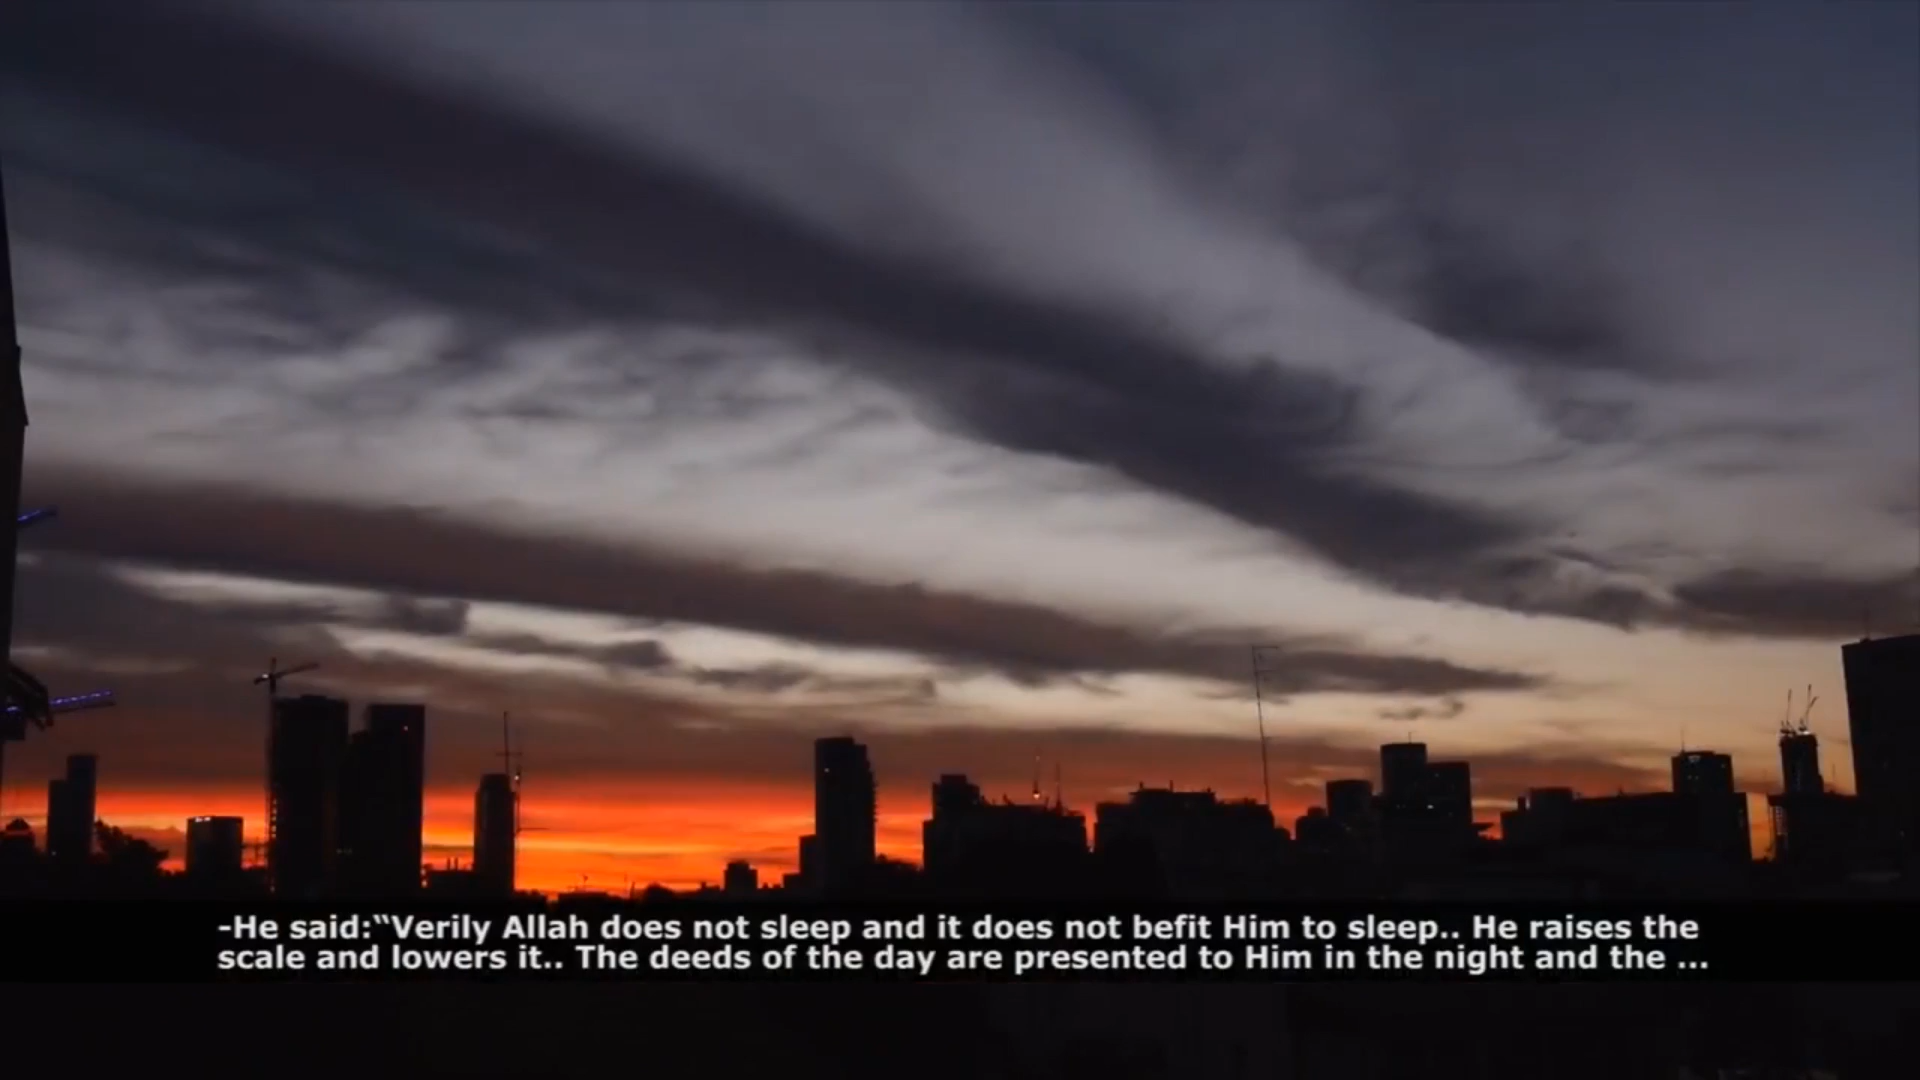 -He said:“Verily Allah does not sleep and it does not befit Him to sleep.. He raises the
scale and lowers it.. The deeds of the day are presented to Him in the night and the ...